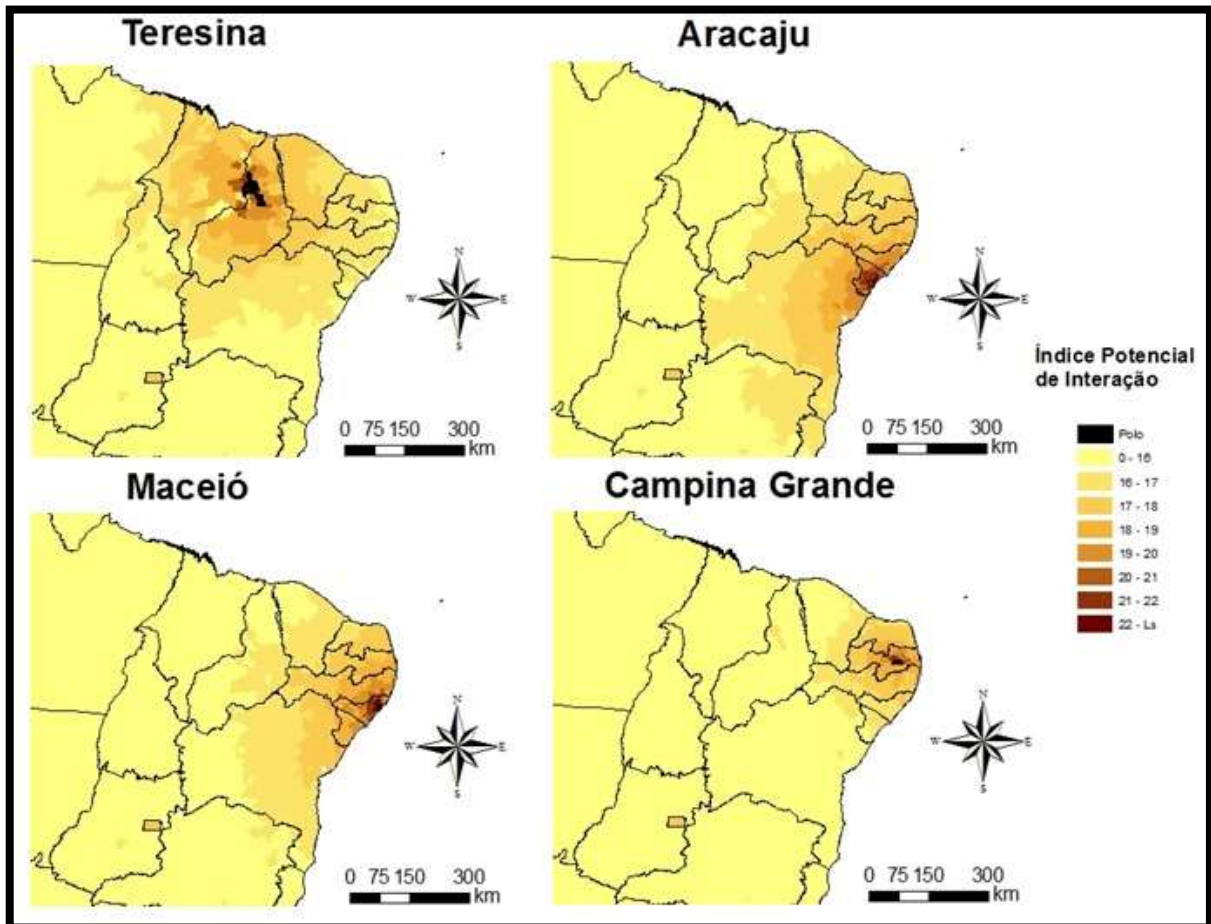 Teresina
Aracaju
N
W E
S
0 75 150 300
km
N
W E
S
0 75 150 300
km
Índice Potencial
de Interação
Polo
0 - 16
16 - 17
17 - 18
18 - 19
19 - 20
20 - 21
21 - 22
22 - Ls
Maceió
Campina Grande
N
W E
S
0 75 150 300
km
N
W E
S
0 75 150 300
km